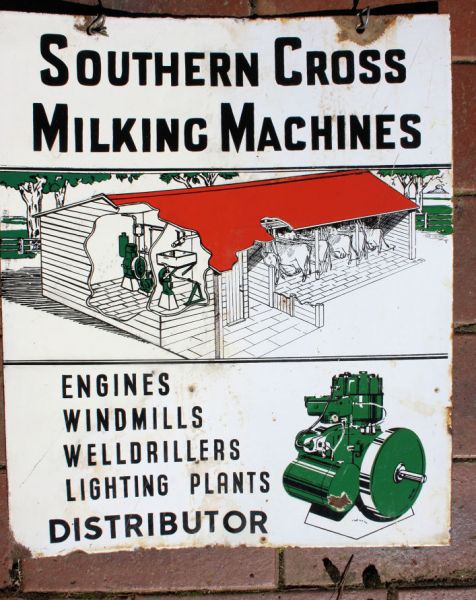 SOUTHERN CROSS
MILKING MACHINES
ENGINES
WINDMILLS
WELLDRILLERS
LIGHTING PLANTS
DISTRIBUTOR